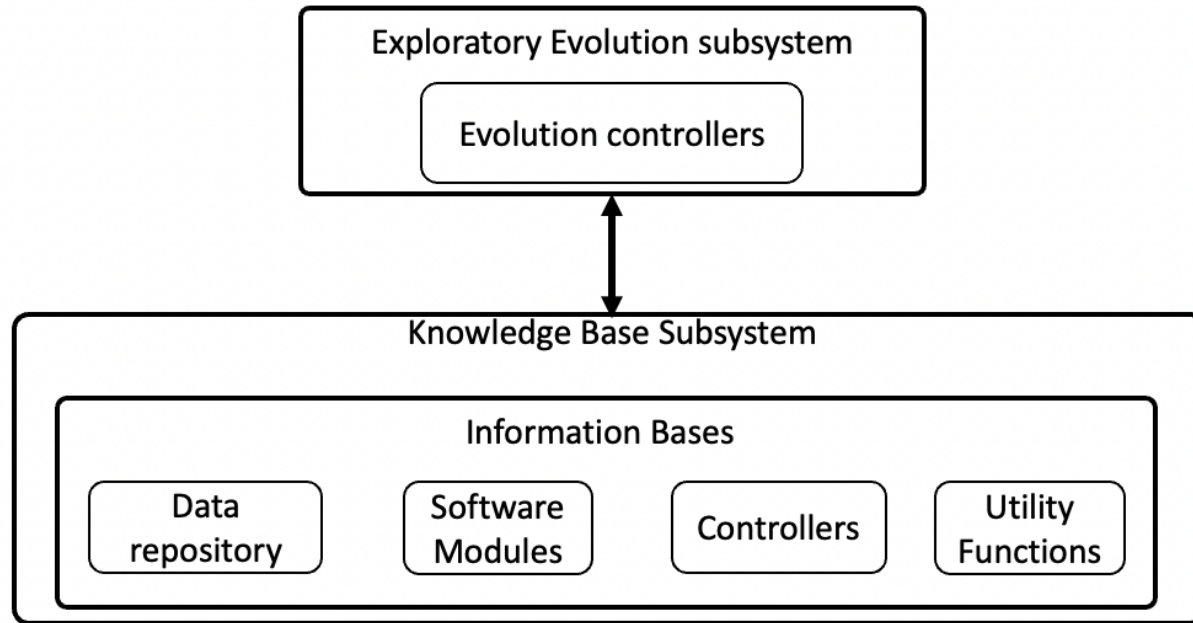 Exploratory Evolution subsystem
Evolution controllers
Knowledge Base Subsystem
Information Bases
Data
repository
Software
Modules
Controllers
Utility
Functions